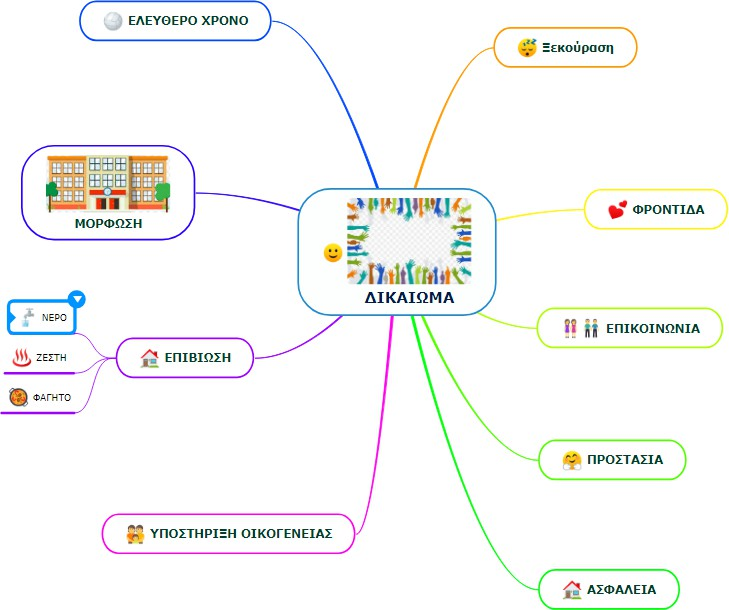 ΕΛΕΥΘΕΡΟ ΧΡΟΝΟ
Ξεκούραση
ΜΟΡΦΩΣΗ
ΦΡΟΝΤΙΔΑ
ΔΙΚΑΙΩΜΑ
ΝΕΡΟ
ΕΠΙΚΟΙΝΩΝΙΑ
ΖΕΣΤΗ
ΕΠΙΒΙΩΣΗ
ΦΑΓΗΤΟ
ΠΡΟΣΤΑΣΙΑ
ΥΠΟΣΤΗΡΙΞΗ ΟΙΚΟΓΕΝΕΙΑΣ
ΑΣΦΑΛΕΙΑ